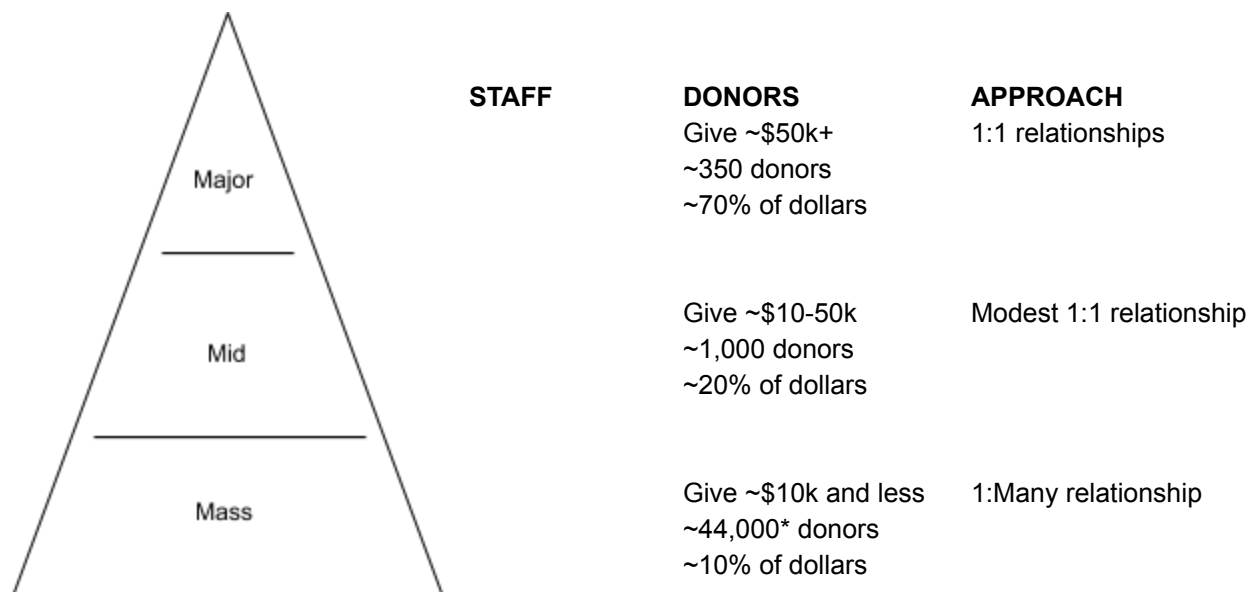 STAFF DONORS APPROACH
Give ~$50k+ 1:1 relationships
~350 donors
Major
~70% of dollars
Give ~$10-50k Modest 1:1 relationship
~1,000 donors
Mid
~20% of dollars
Give ~$10k and less 1:Many relationship
Mass
~44,000* donors
~10% of dollars